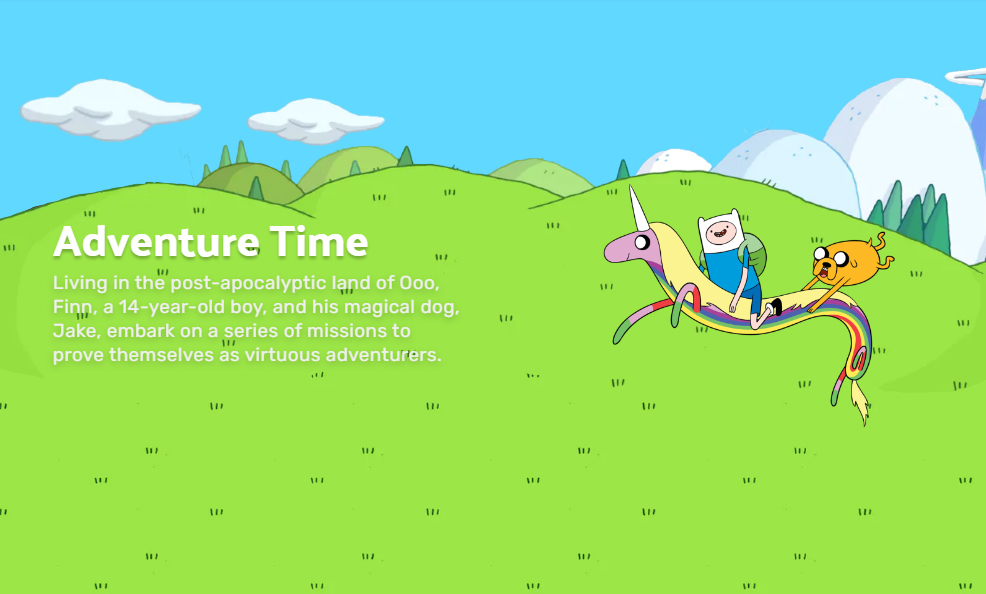 Adventure Time
Living in the post-apocalyptic land of Ooo,
Finn, a 14-year-old boy, and his magical dog,
Jake, embark on a series of missions to
prove themselves as virtuous adventurers.